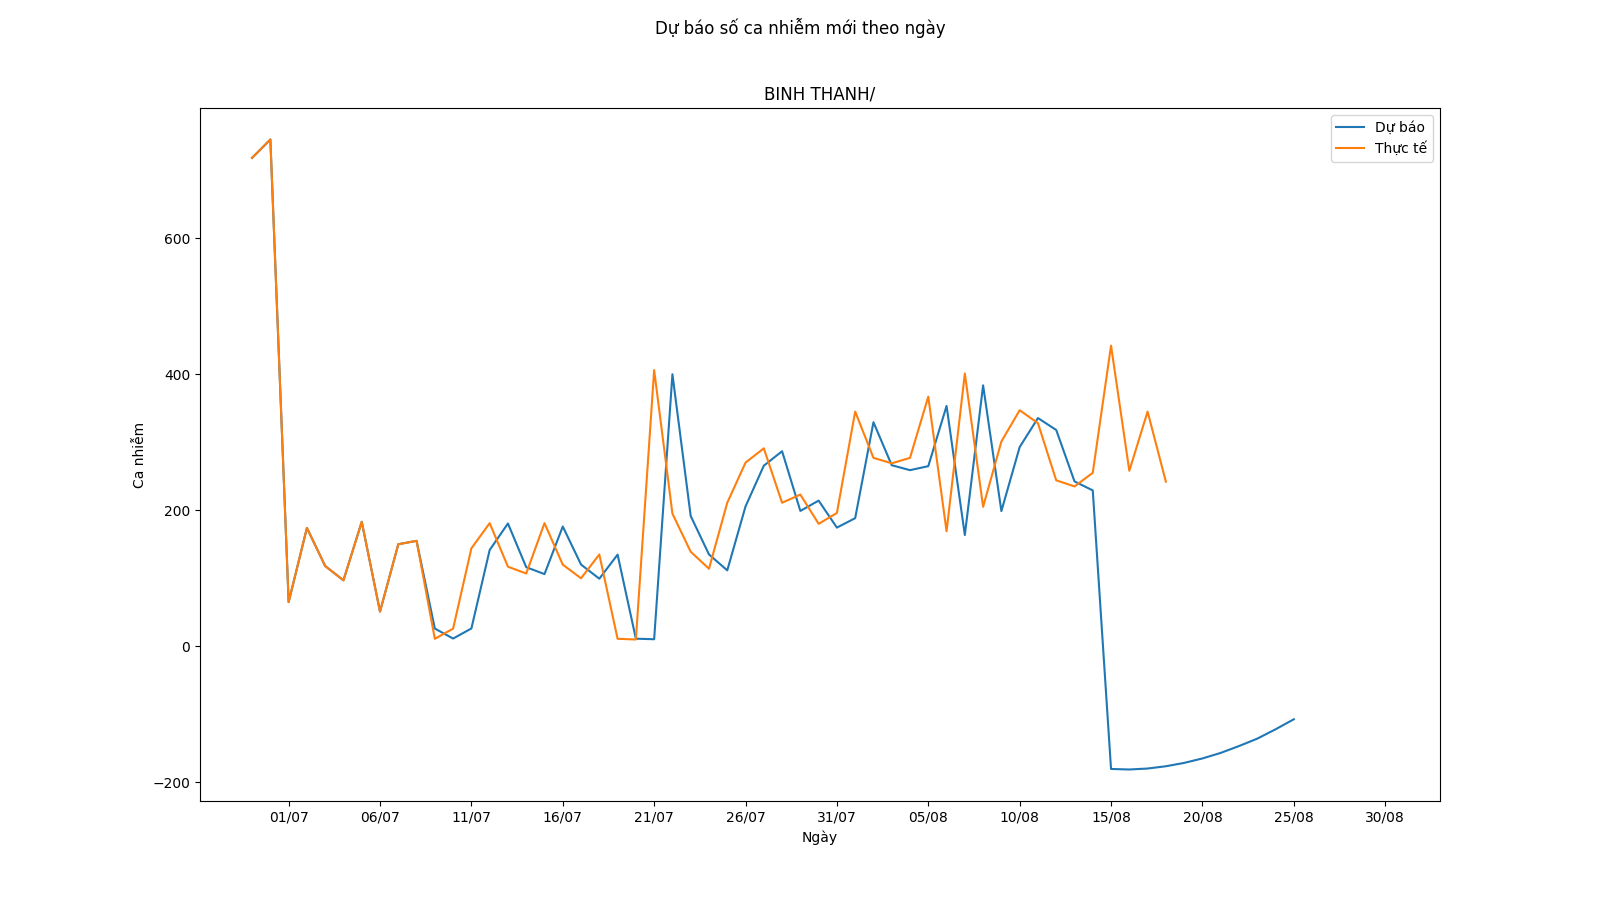 Dự báo số ca nhiễm mới theo ngày
BINH THANH/
Dự báo
Thực tế
600
400
200
0
−200
Ca nhiễm
01/07 06/07 11/07 16/07 21/07 26/07 31/07 05/08 10/08 15/08 20/08 25/08 30/08
Ngày